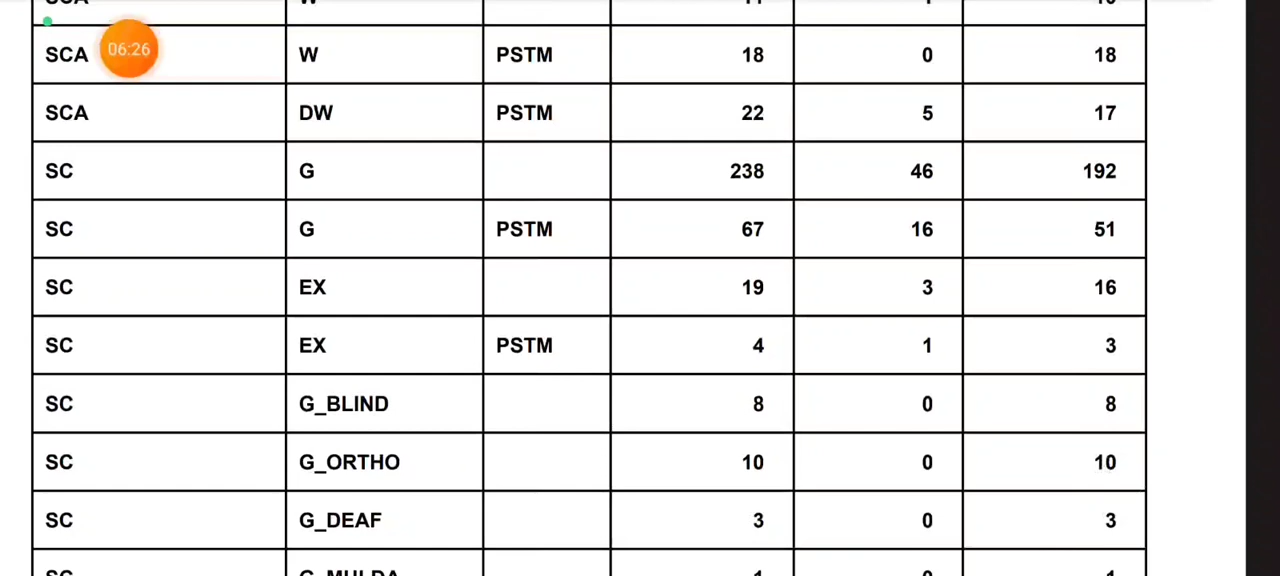 SCA W PSTM 18 0 18
06:26
SCA DW PSTM 22 5 17
SC G 238 46 192
SC G PSTM 67 16 51
SC EX 19 3 16
SC EX PSTM 4 1 3
SC G_BLIND 8 0 8
SC G_ORTHO 10 0 10
SC G_DEAF 3 0 3